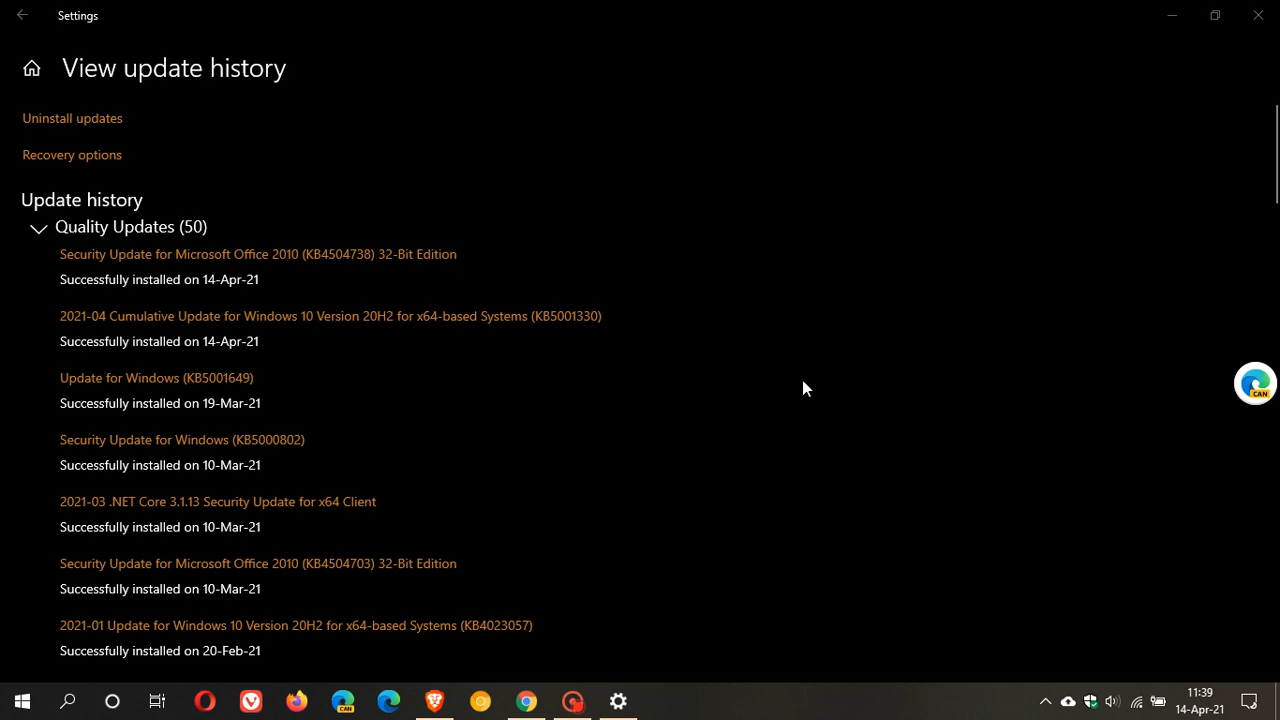 Settings
View update history
Uninstall updates
Recovery options
Update history
Quality Updates (50)
Security Update for Microsoft Office 2010 (KB4504738) 32-Bit Edition
Successfully installed on 14-Apr-21
2021-04 Cumulative Update for Windows 10 Version 20H2 for x64-based Systems (KB5001330)
Successfully installed on 14-Apr-21
Update for Windows (KB5001649)
Successfully installed on 19-Mar-21
Security Update for Windows (KB5000802)
Successfully installed on 10-Mar-21
2021-03 .NET Core 3.1.13 Security Update for x64 Client
Successfully installed on 10-Mar-21
Security Update for Microsoft Office 2010 (KB4504703) 32-Bit Edition
Successfully installed on 10-Mar-21
2021-01 Update for Windows 10 Version 20H2 for x64-based Systems (KB4023057)
Successfully installed on 20-Feb-21
CAN
CAN
11:39
14-Apr-21